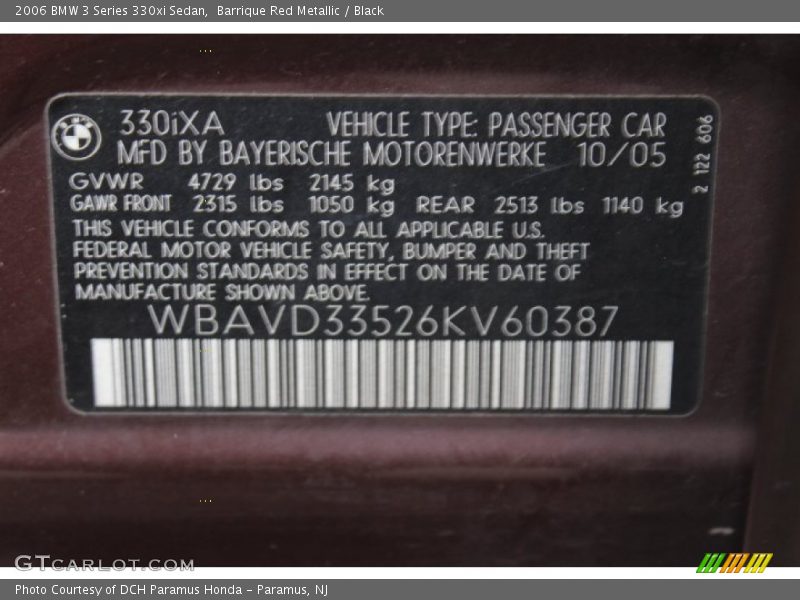 2006 BMW 3 Series 330xi Sedan, Barrique Red Metallic / Black
330iXA VEHICLE TYPE: PASSENGER CAR
MFD BY BAYERISCHE MOTORENWERKE 10/05
GVWR 4729 lbs 2145 kg
GAWR FRONT 2315 lbs 1050 kg REAR 2513 lbs 1140 kg
THIS VEHICLE CONFORMS TO ALL APPLICABLE U.S.
FEDERAL MOTOR VEHICLE SAFETY, BUMPER AND THEFT
PREVENTION STANDARDS IN EFFECT ON THE DATE OF
MANUFACTURE SHOWN ABOVE.
WBAVD33526KV60387
2 122 606
GTCARLOT.COM
Photo Courtesy of DCH Paramus Honda - Paramus, NJ